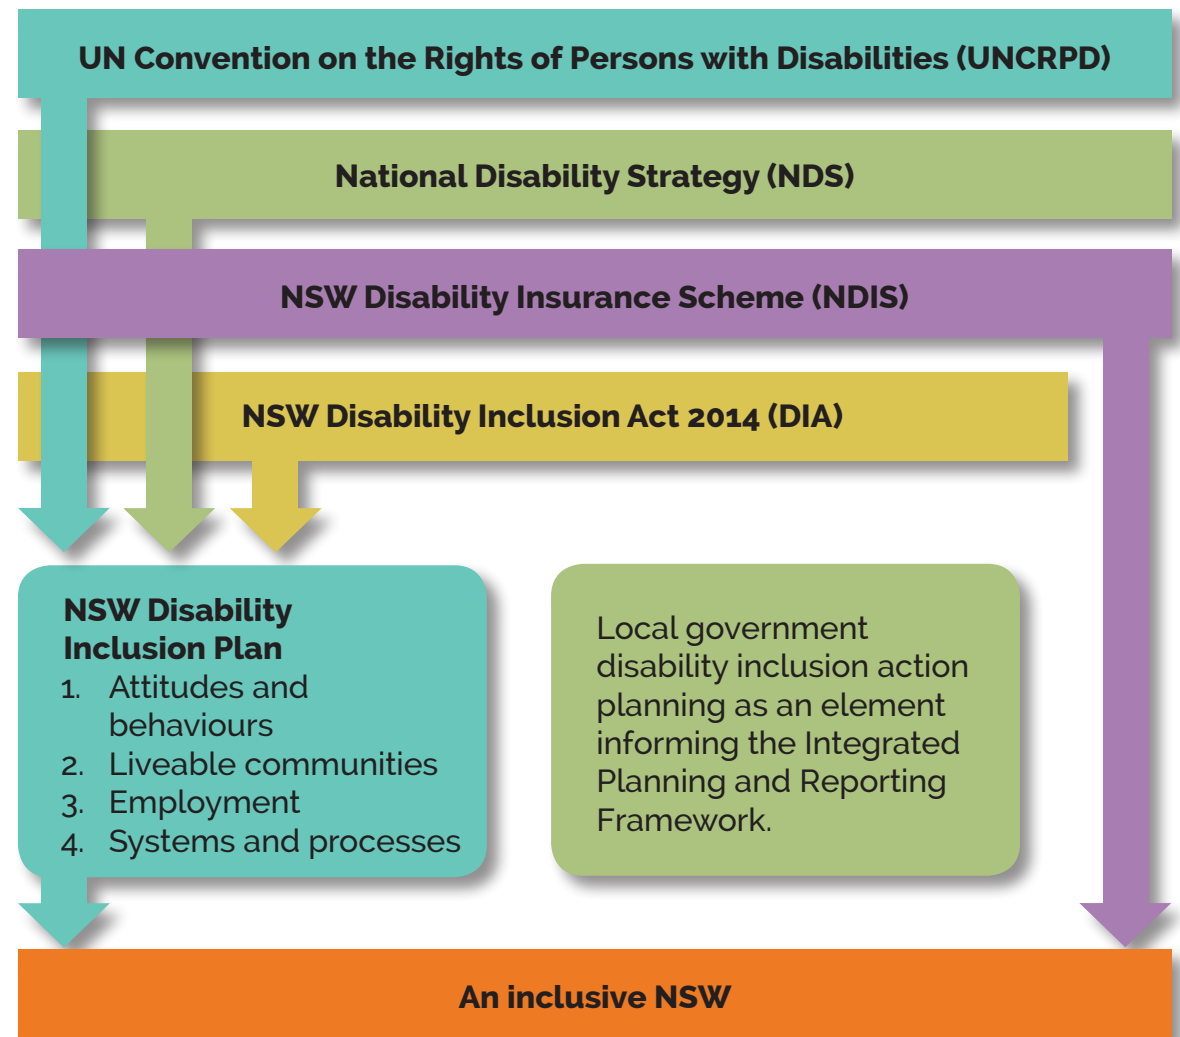 UN Convention on the Rights of Persons with Disabilities (UNCRPD)
National Disability Strategy (NDS)
NSW Disability Insurance Scheme (NDIS)
NSW Disability Inclusion Act 2014 (DIA)
NSW Disability
Inclusion Plan
1. Attitudes and
behaviours
2. Liveable communities
3. Employment
4. Systems and processes
Local government
disability inclusion action
planning as an element
informing the Integrated
Planning and Reporting
Framework.
An inclusive NSW